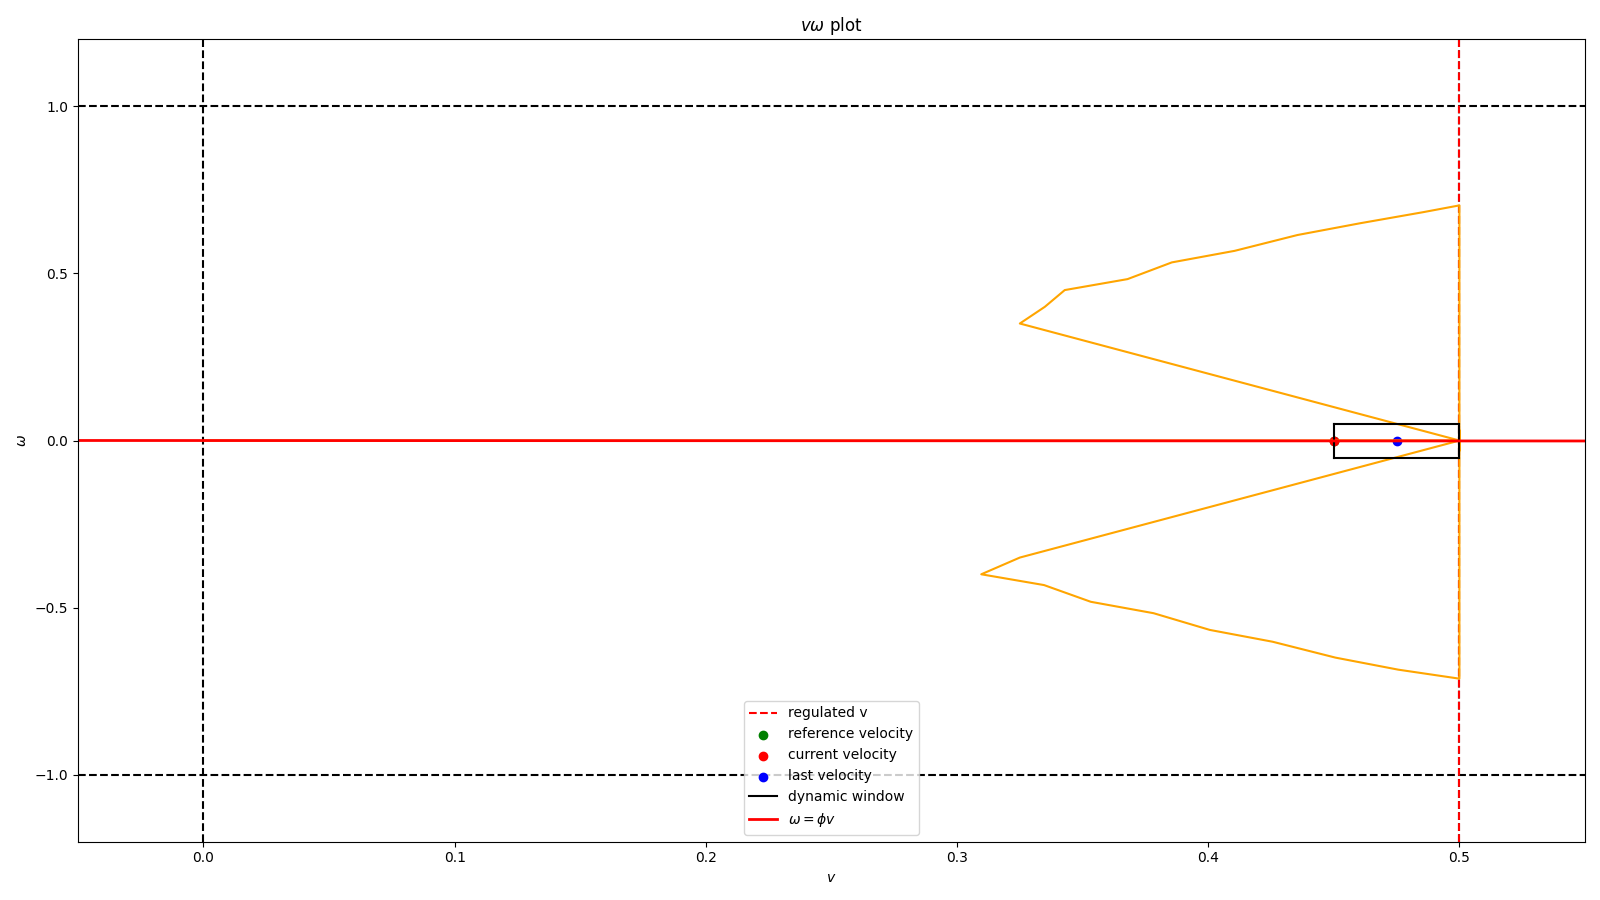 vω plot
ω
1.0
0.5
0.0
−0.5
−1.0
regulated v
reference velocity
current velocity
last velocity
dynamic window
ω = ϕv
0.0 0.1 0.2 0.3 0.4 0.5
v